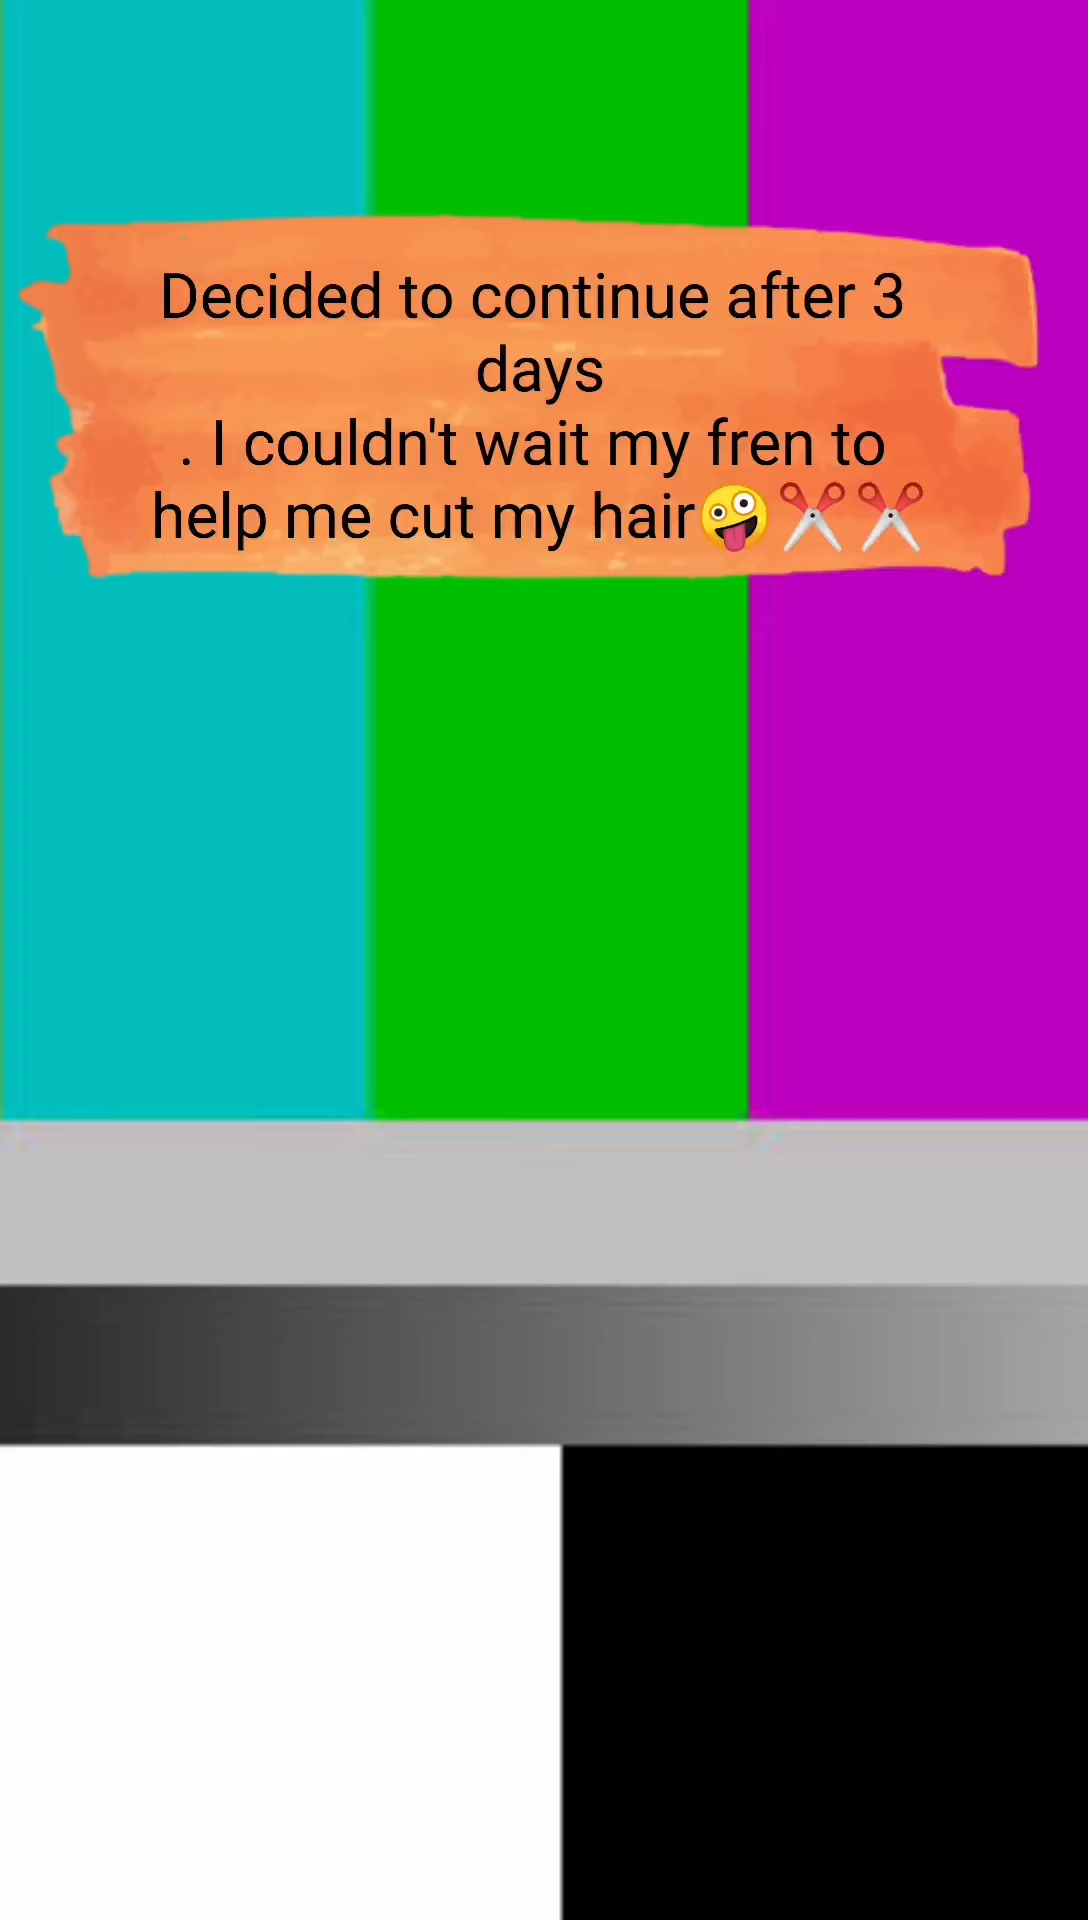 Decided to continue after 3
days
. I couldn't wait my fren to
help me cut my hair🤪✂️✂️